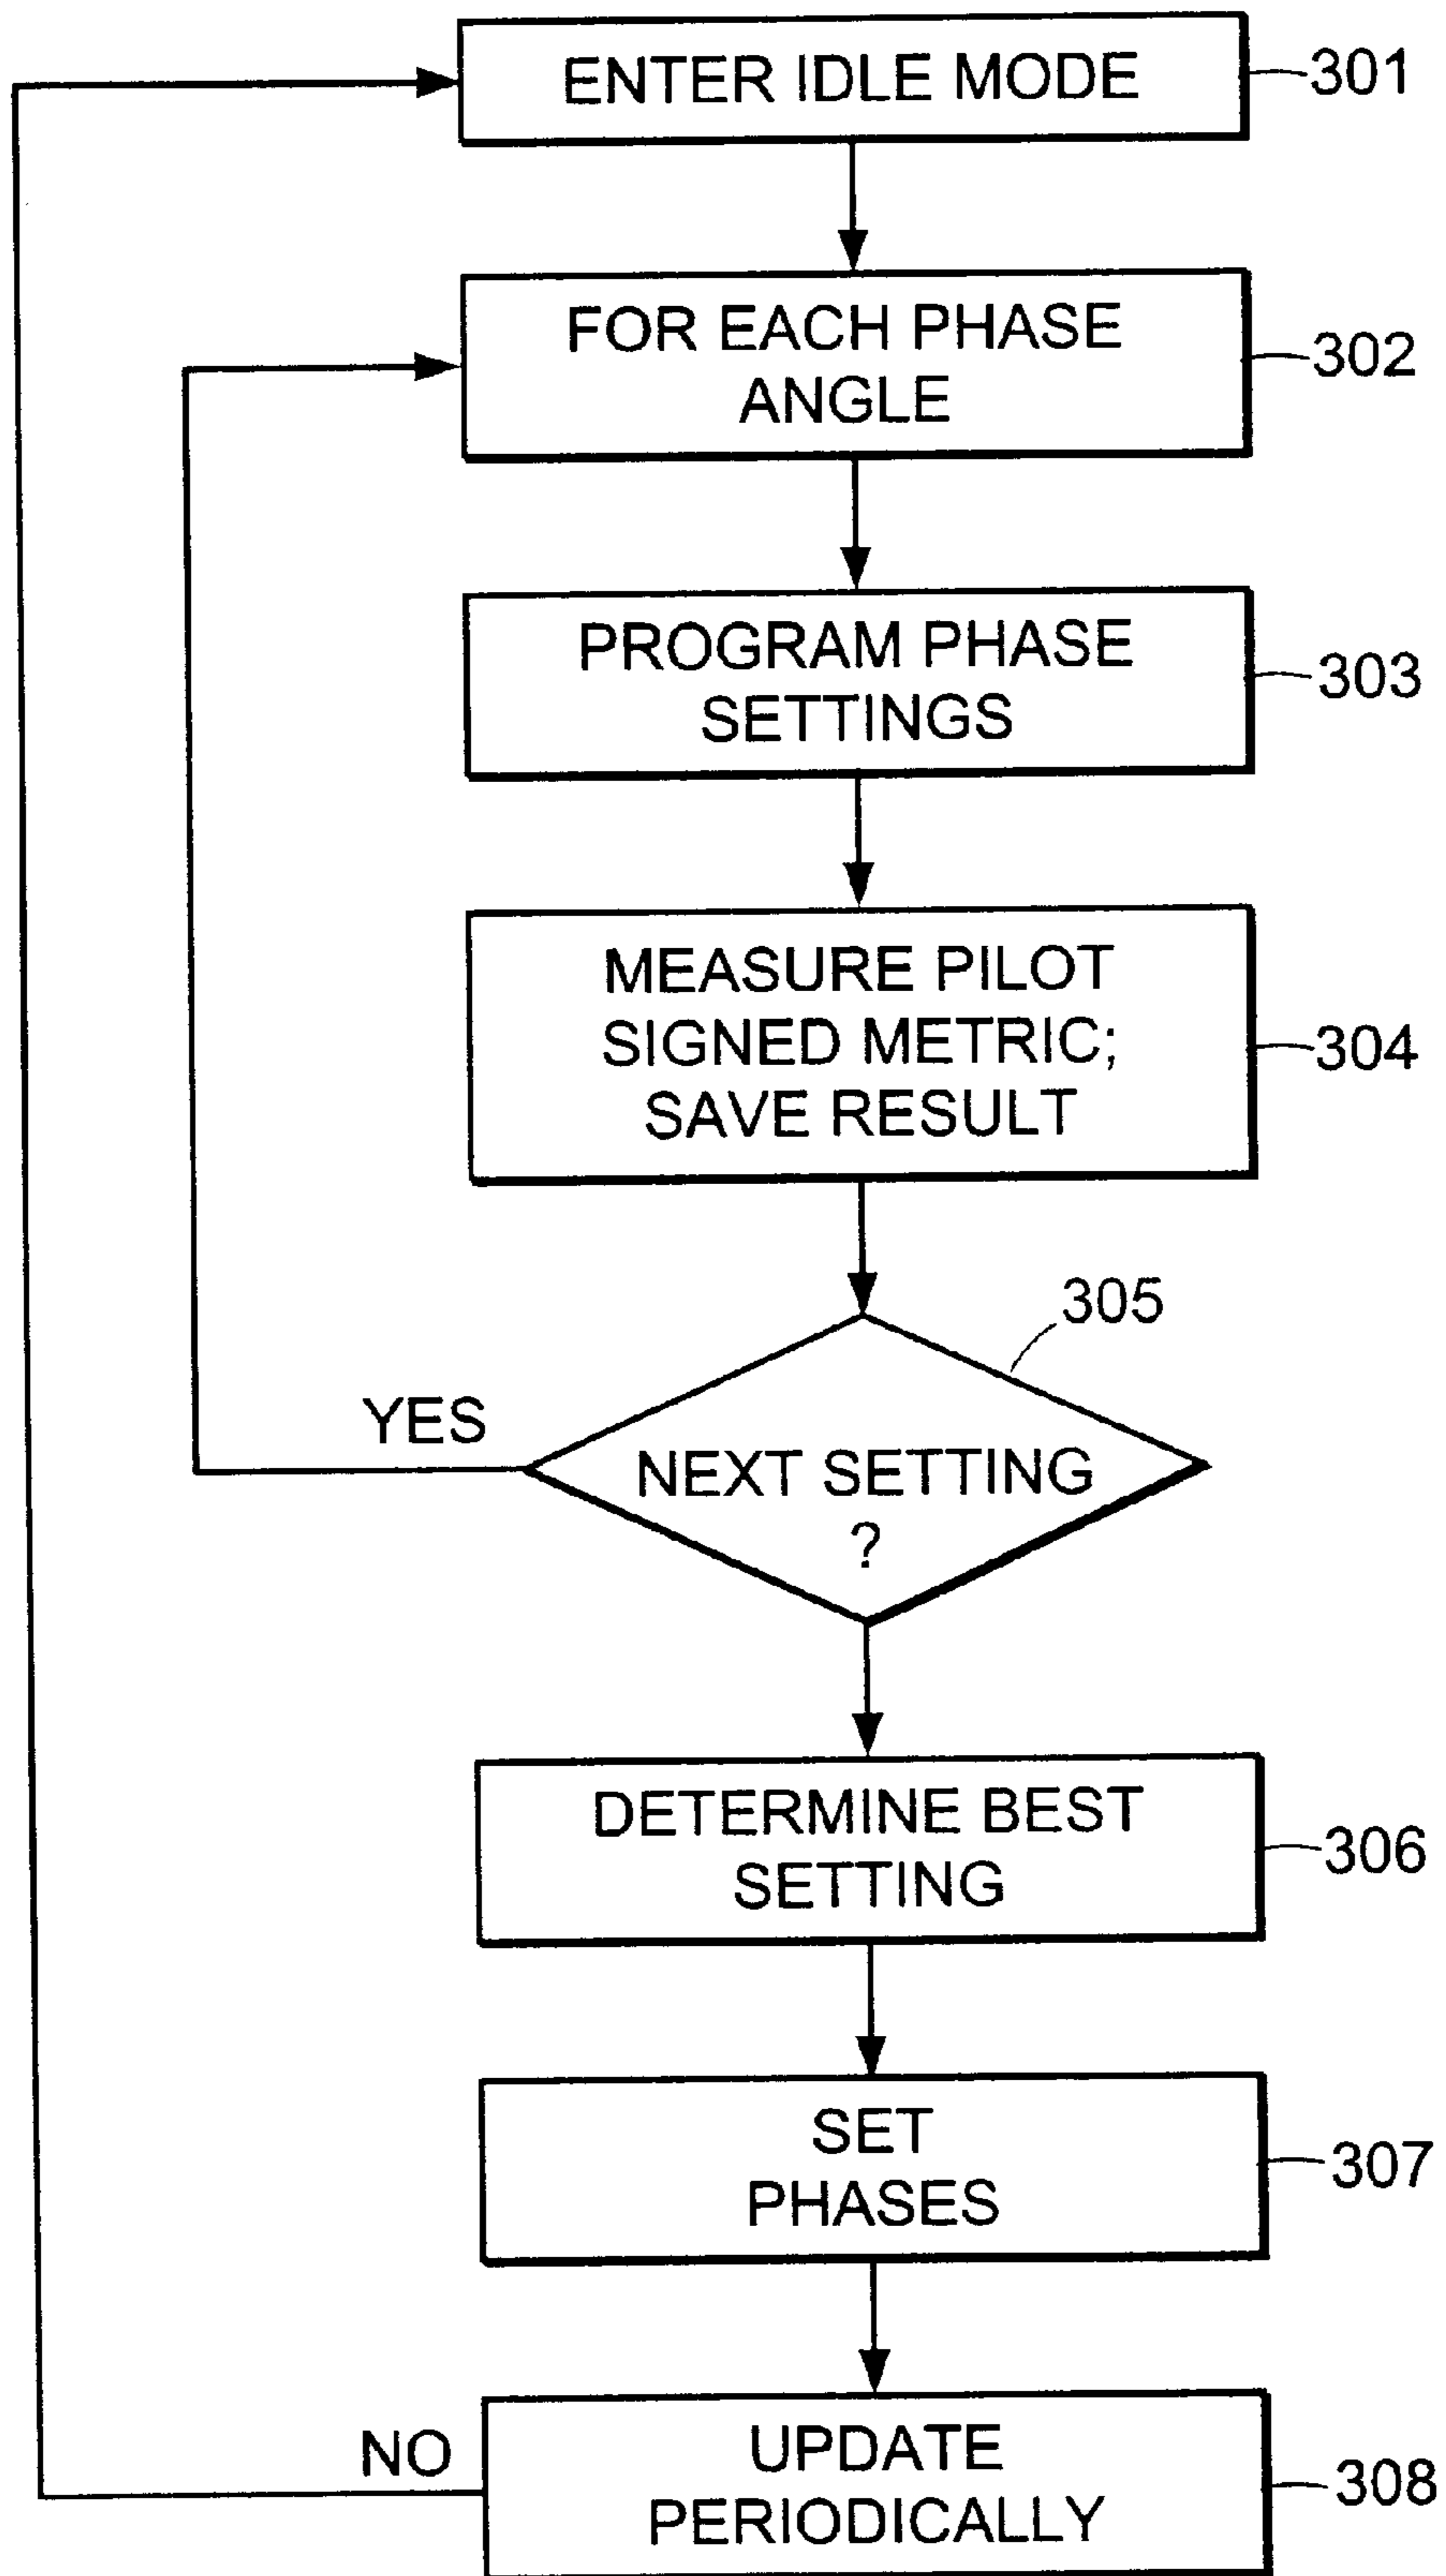 ENTER IDLE MODE
301
FOR EACH PHASE
ANGLE
302
PROGRAM PHASE
SETTINGS
303
MEASURE PILOT
SIGNED METRIC;
SAVE RESULT
304
305
YES
NEXT SETTING
?
DETERMINE BEST
SETTING
306
SET
PHASES
307
NO
UPDATE
PERIODICALLY
308